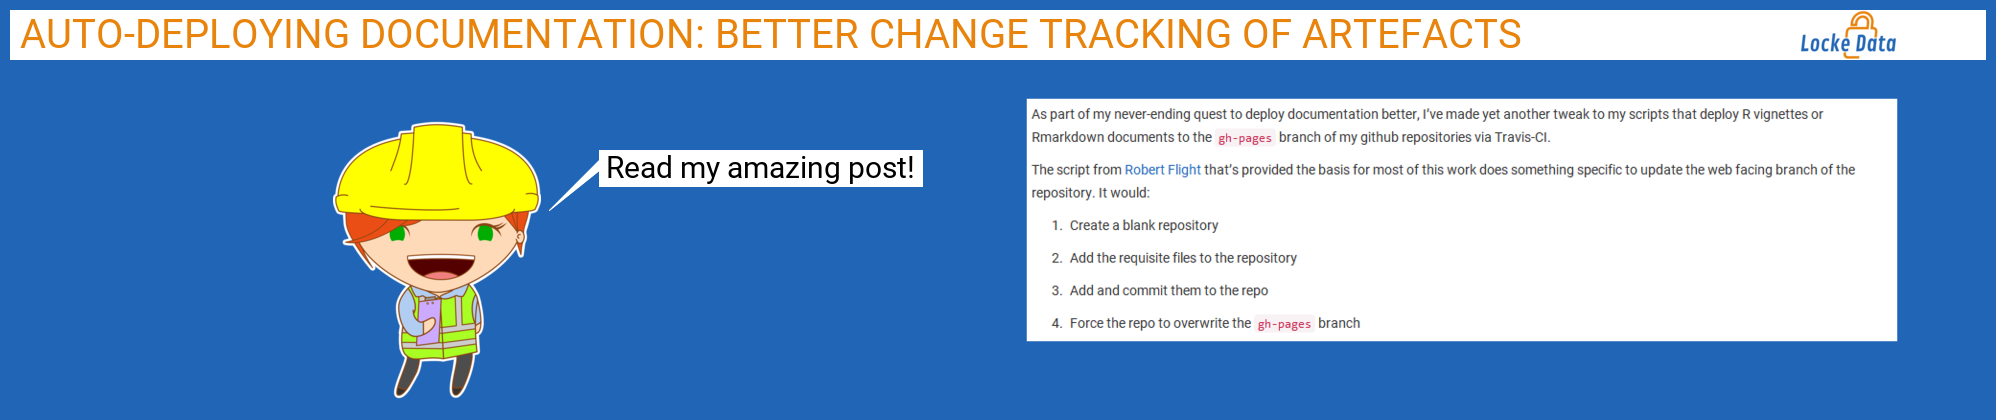 AUTO-DEPLOYING DOCUMENTATION: BETTER CHANGE TRACKING OF ARTEFACTS
Locke Data
Read my amazing post!
As part of my never-ending quest to deploy documentation better, I've made yet another tweak to my scripts that deploy R vignettes or
Rmarkdown documents to the gh-pages branch of my github repositories via Travis-CI.
The script from Robert Flight that's provided the basis for most of this work does something specific to update the web facing branch of the
repository. It would:
1. Create a blank repository
2. Add the requisite files to the repository
3. Add and commit them to the repo
4. Force the repo to overwrite the gh-pages branch